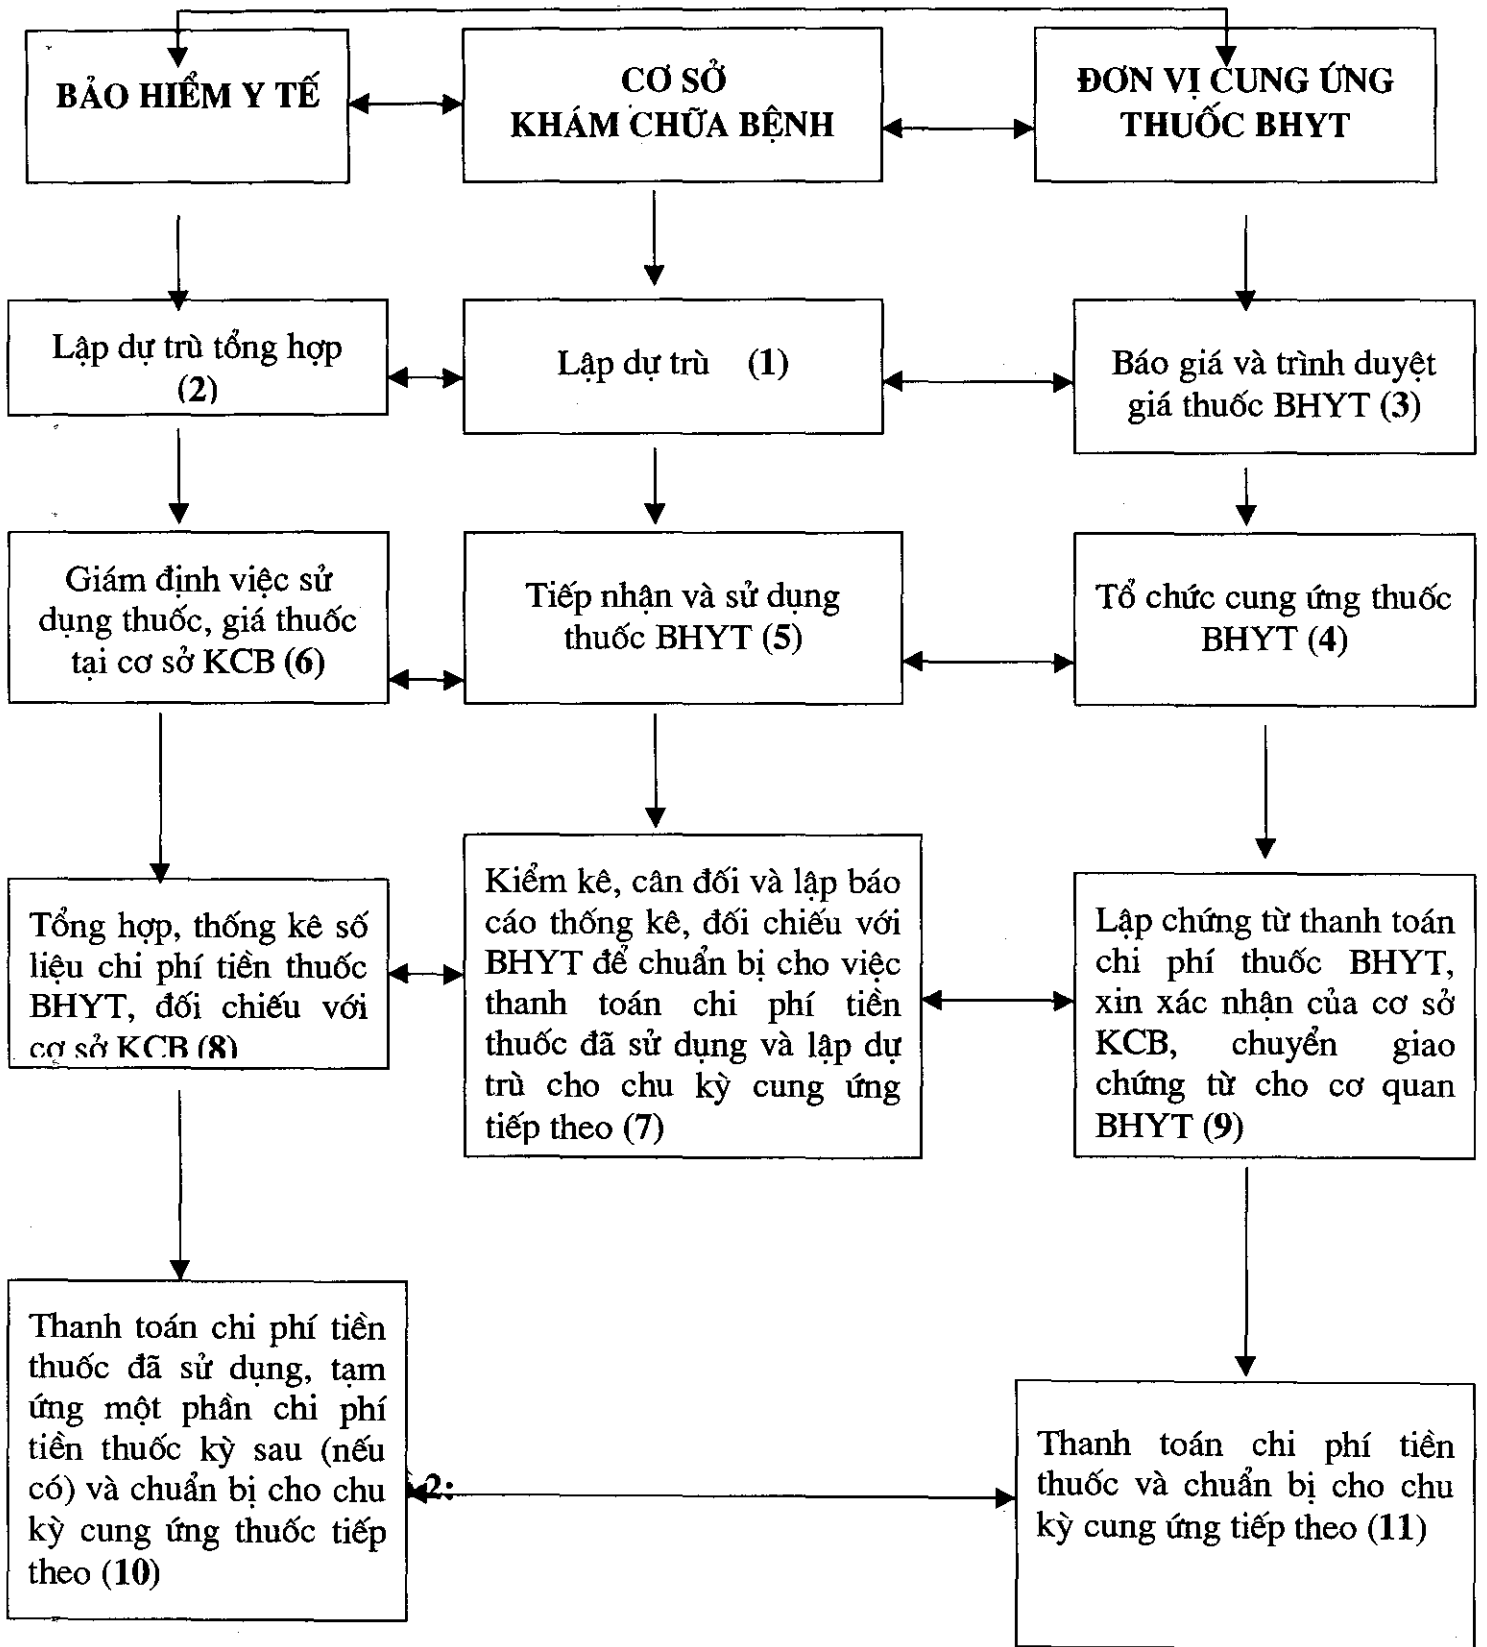 BẢO HIỂM Y TẾ
CƠ SỞ
KHÁM CHỮA BỆNH
ĐƠN VỊ CUNG ỨNG
THUỐC BHYT
Lập dự trù tổng hợp
(2)
Lập dự trù (1)
Báo giá và trình duyệt
giá thuốc BHYT (3)
Giám định việc sử
dụng thuốc, giá thuốc
tại cơ sở KCB (6)
Tiếp nhận và sử dụng
thuốc BHYT (5)
Tổ chức cung ứng thuốc
BHYT (4)
Tổng hợp, thống kê số
liệu chi phí tiền thuốc
BHYT, đối chiếu với
cơ sở KCB (8)
Kiểm kê, cân đối và lập báo
cáo thống kê, đối chiếu với
BHYT để chuẩn bị cho việc
thanh toán chi phí tiền
thuốc đã sử dụng và lập dự
trù cho chu kỳ cung ứng
tiếp theo (7)
Lập chứng từ thanh toán
chi phí thuốc BHYT,
xin xác nhận của cơ sở
KCB, chuyển giao
chứng từ cho cơ quan
BHYT (9)
Thanh toán chi phí tiền
thuốc đã sử dụng, tạm
ứng một phần chi phí
tiền thuốc kỳ sau (nếu
có) và chuẩn bị cho chu
kỳ cung ứng thuốc tiếp
theo (10)
2:
Thanh toán chi phí tiền
thuốc và chuẩn bị cho chu
kỳ cung ứng tiếp theo (11)